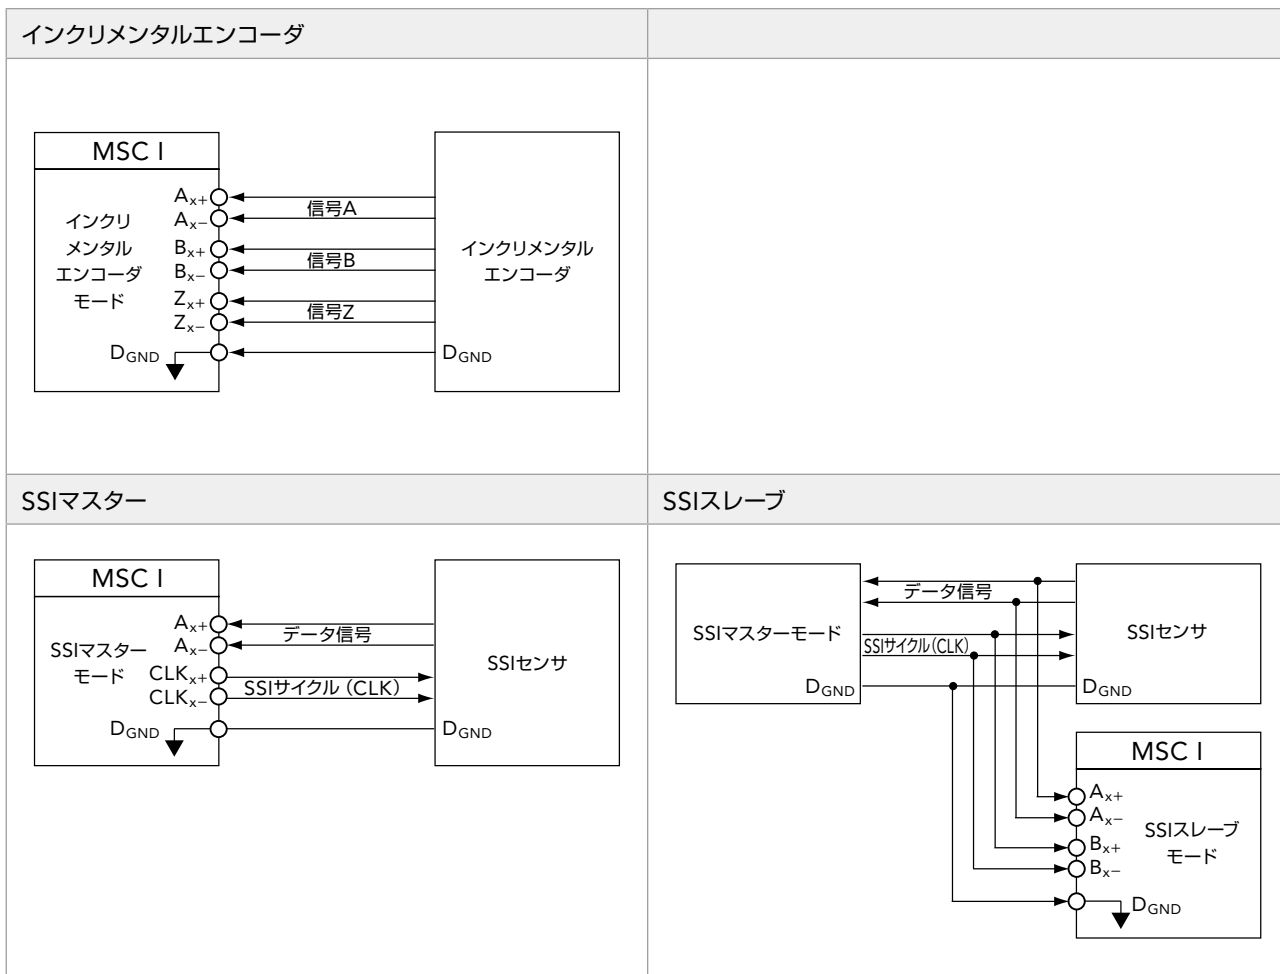 インクリメンタルエンコーダ
MSC I
インクリ
メンタル
エンコーダ
モード
Ax+
Ax−
Bx+
Bx−
Zx+
Zx−
DGND
信号A
信号B
信号Z
インクリメンタル
エンコーダ
DGND
SSIマスター
MSC I
SSIマスター
モード
Ax+
Ax−
CLKx+
CLKx−
DGND
データ信号
SSIサイクル（CLK）
SSIセンサ
DGND
SSIスレーブ
SSIマスターモード
DGND
データ信号
SSIサイクル（CLK）
SSIセンサ
DGND
MSC I
Ax+
Ax−
Bx+
Bx−
DGND
SSIスレーブ
モード